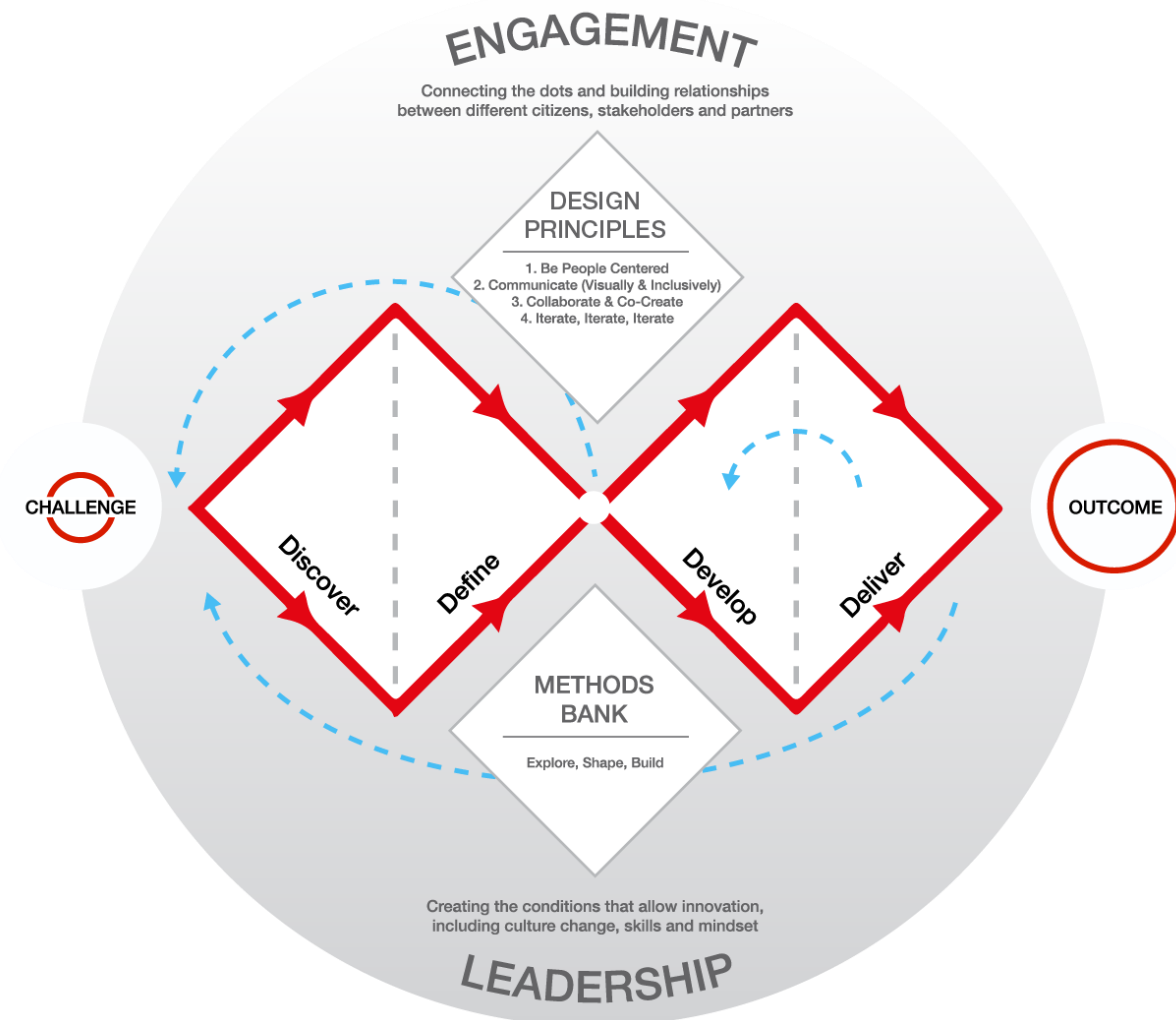 ENGAGEMENT
Connecting the dots and building relationships
between different citizens, stakeholders and partners
DESIGN
PRINCIPLES
1. Be People Centered
2. Communicate (Visually & Inclusively)
3. Collaborate & Co-Create
4. Iterate, Iterate, Iterate
CHALLENGE
Discover
Define
Develop
Deliver
OUTCOME
METHODS
BANK
Explore, Shape, Build
Creating the conditions that allow innovation,
including culture change, skills and mindset
LEADERSHIP